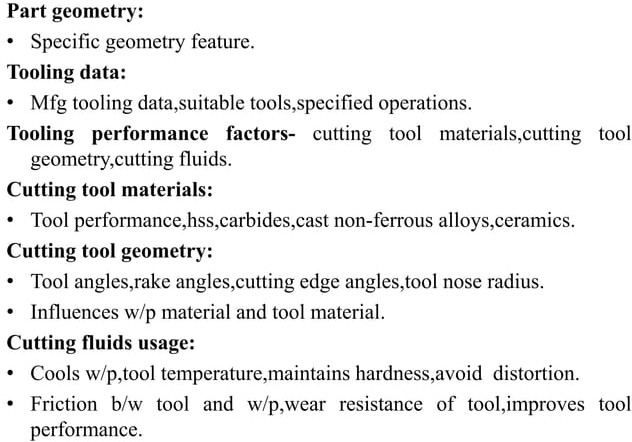 Part geometry:
• Specific geometry feature.
Tooling data:
• Mfg tooling data,suitable tools,specified operations.
Tooling performance factors- cutting tool materials,cutting tool
geometry,cutting fluids.
Cutting tool materials:
• Tool performance,hss,carbides,cast non-ferrous alloys,ceramics.
Cutting tool geometry:
• Tool angles,rake angles,cutting edge angles,tool nose radius.
• Influences w/p material and tool material.
Cutting fluids usage:
• Cools w/p,tool temperature,maintains hardness,avoid distortion.
• Friction b/w tool and w/p,wear resistance of tool,improves tool
performance.